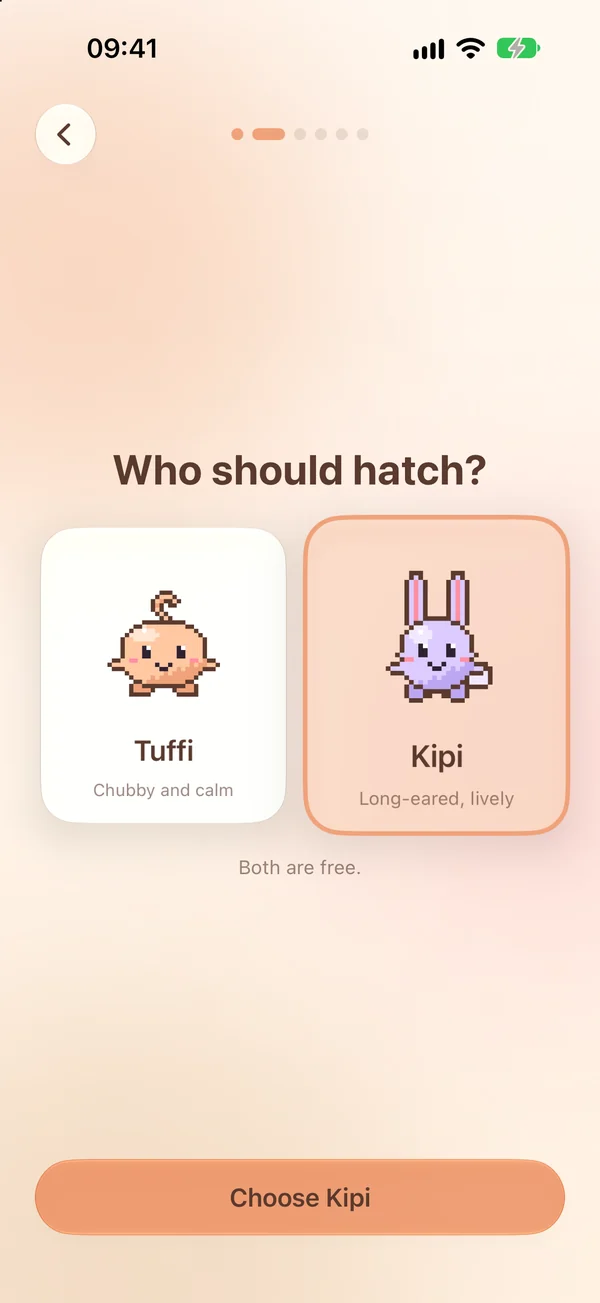 09:41
Who should hatch?
Tuffi
Chubby and calm
Kipi
Long-eared, lively
Both are free.
Choose Kipi